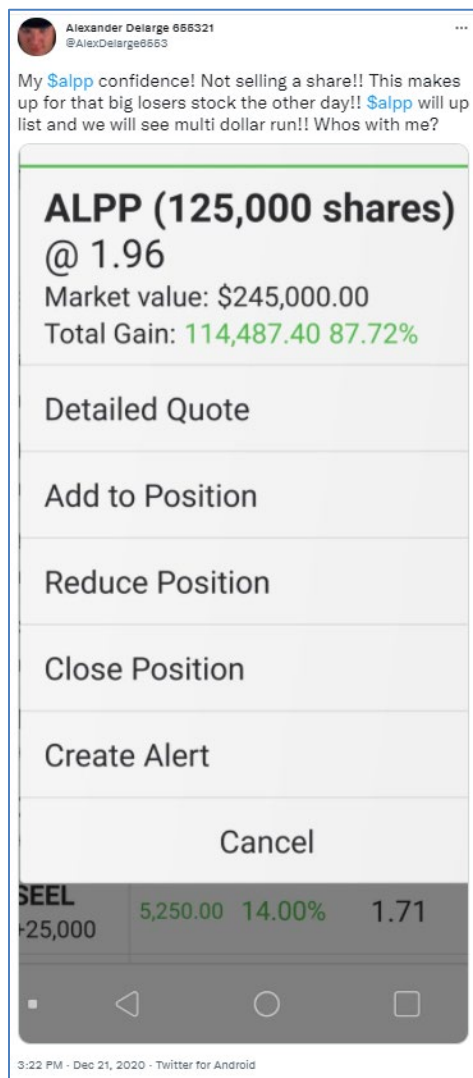 Alexander Delarge 655321
@AlexDelarge6553
My $alpp confidence! Not selling a share!! This makes
up for that big losers stock the other day!! $alpp will up
list and we will see multi dollar run!! Whos with me?
ALPP (125,000 shares)
@ 1.96
Market value: $245,000.00
Total Gain: 114,487.40 87.72%
Detailed Quote
Add to Position
Reduce Position
Close Position
Create Alert
Cancel
SEEL 5,250.00 14.00% 1.71
+25,000
3:22 PM · Dec 21, 2020 · Twitter for Android